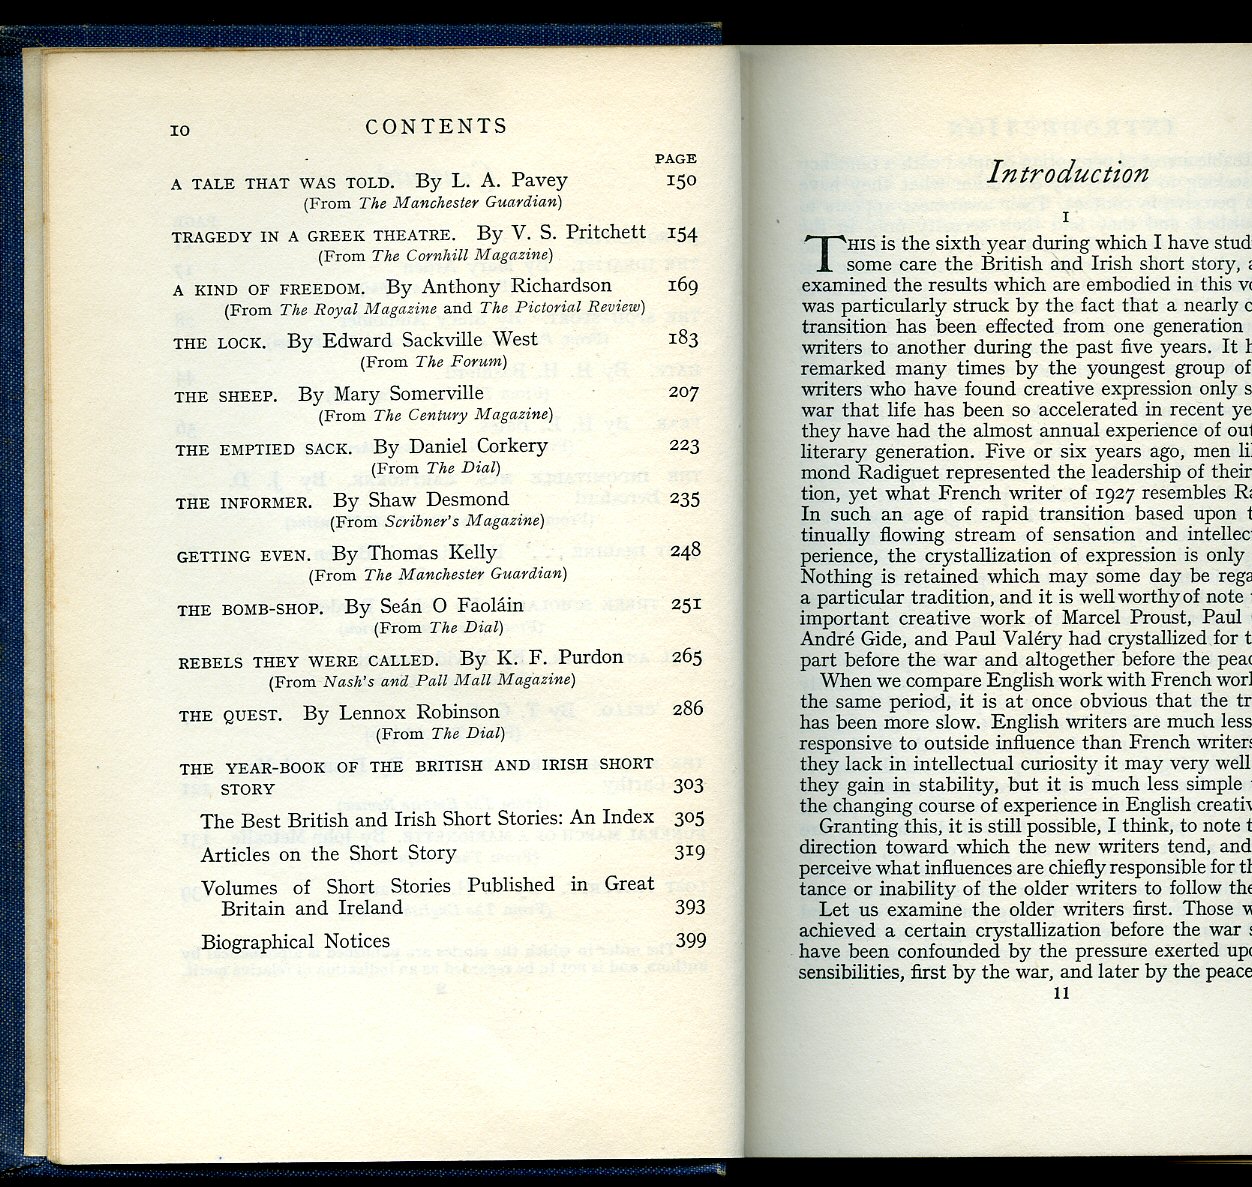 10 CONTENTS
PAGE
A TALE THAT WAS TOLD. By L. A. Pavey 150
(From The Manchester Guardian)
TRAGEDY IN A GREEK THEATRE. By V. S. Pritchett 154
(From The Cornhill Magazine)
A KIND OF FREEDOM. By Anthony Richardson 169
(From The Royal Magazine and The Pictorial Review)
THE LOCK. By Edward Sackville West 183
(From The Forum)
THE SHEEP. By Mary Somerville 207
(From The Century Magazine)
THE EMPTIED SACK. By Daniel Corkery 223
(From The Dial)
THE INFORMER. By Shaw Desmond 235
(From Scribner's Magazine)
GETTING EVEN. By Thomas Kelly 248
(From The Manchester Guardian)
THE BOMB-SHOP. By Seán O Faoláin 251
(From The Dial)
REBELS THEY WERE CALLED. By K. F. Purdon 265
(From Nash's and Pall Mall Magazine)
THE QUEST. By Lennox Robinson 286
(From The Dial)
THE YEAR-BOOK OF THE BRITISH AND IRISH SHORT
STORY 303
The Best British and Irish Short Stories: An Index 305
Articles on the Short Story 319
Volumes of Short Stories Published in Great
Britain and Ireland 393
Biographical Notices 399
Introduction
I
THIS is the sixth year during which I have stud
some care the British and Irish short story, a
examined the results which are embodied in this vo
was particularly struck by the fact that a nearly c
transition has been effected from one generation
writers to another during the past five years. It h
remarked many times by the youngest group of
writers who have found creative expression only s
war that life has been so accelerated in recent ye
they have had the almost annual experience of out
literary generation. Five or six years ago, men li
mond Radiguet represented the leadership of their
tion, yet what French writer of 1927 resembles Ra
In such an age of rapid transition based upon t
tinually flowing stream of sensation and intellect
perience, the crystallization of expression is only
Nothing is retained which may some day be rega
a particular tradition, and it is well worthy of note
important creative work of Marcel Proust, Paul
André Gide, and Paul Valéry had crystallized for t
part before the war and altogether before the peac
When we compare English work with French worl
the same period, it is at once obvious that the tr
has been more slow. English writers are much less
responsive to outside influence than French writers
they lack in intellectual curiosity it may very well
they gain in stability, but it is much less simple
the changing course of experience in English creativ
Granting this, it is still possible, I think, to note t
direction toward which the new writers tend, and
perceive what influences are chiefly responsible for th
tance or inability of the older writers to follow the
Let us examine the older writers first. Those w
achieved a certain crystallization before the war s
have been confounded by the pressure exerted upo
sensibilities, first by the war, and later by the peace
11